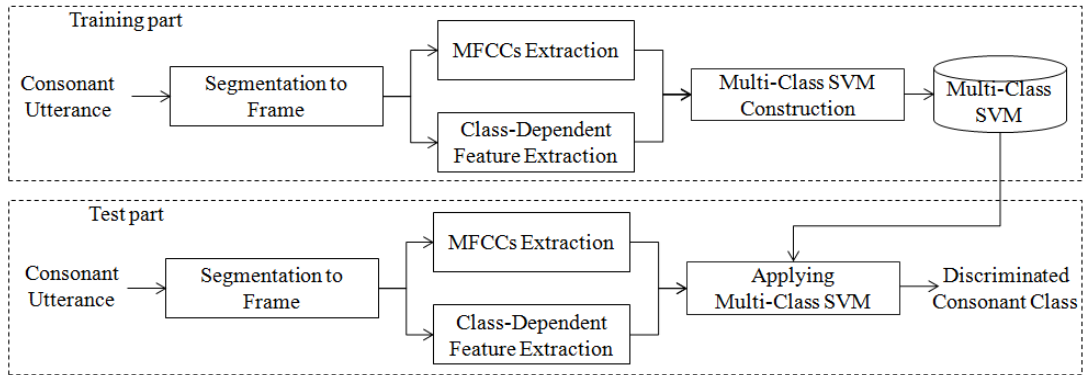 Training part
Consonant
Utterance
Segmentation to
Frame
MFCCs Extraction
Class-Dependent
Feature Extraction
Multi-Class SVM
Construction
Multi-Class
SVM
Test part
Consonant
Utterance
Segmentation to
Frame
MFCCs Extraction
Class-Dependent
Feature Extraction
Applying
Multi-Class SVM
Discriminated
Consonant Class